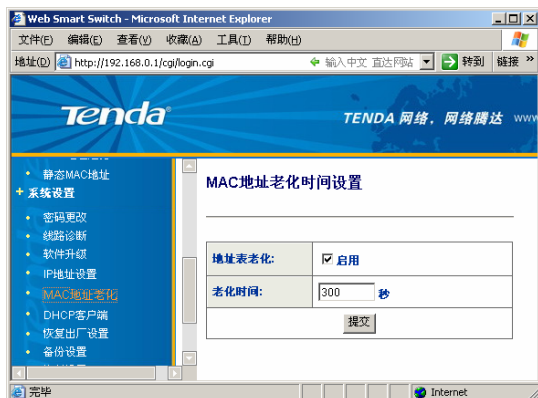 Web Smart Switch - Microsoft Internet Explorer
文件(F) 编辑(E) 查看(V) 收藏(A) 工具(T) 帮助(H)
地址(D) http://192.168.0.1/cgi/login.cgi 输入中文 直达网站 转到 链接 »
Tenda®
TENDA 网络，网络腾达 www
静态MAC地址
+ 系统设置
密码更改
线路诊断
软件升级
IP地址设置
MAC地址老化
DHCP客户端
恢复出厂设置
备份设置
MAC地址老化时间设置
地址表老化: 启用
老化时间: 300 秒
提交
完毕 Internet